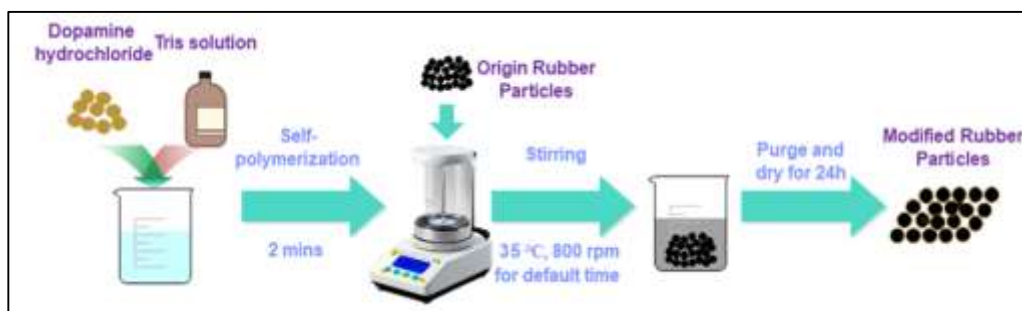 Dopamine
hydrochloride
Tris solution
Self-
polymerization
2 mins
Origin Rubber
Particles
Stirring
35 ℃, 800 rpm
for default time
Purge and
dry for 24h
Modified Rubber
Particles